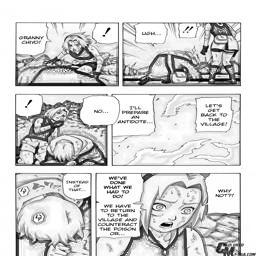 GRANNY
CHIYO!
!
UGH...
!?
NO...
I'LL
PREPARE
AN
ANTIDOTE...
LET'S
GET BACK
TO THE
VILLAGE!
INSTEAD
OF
THAT...
WE'VE
DONE
WHAT
WE HAD
TO DO!
WE HAVE
TO RETURN
TO THE
VILLAGE AND
COUNTERACT
THE POISON
OR...
WHY
NOT?!